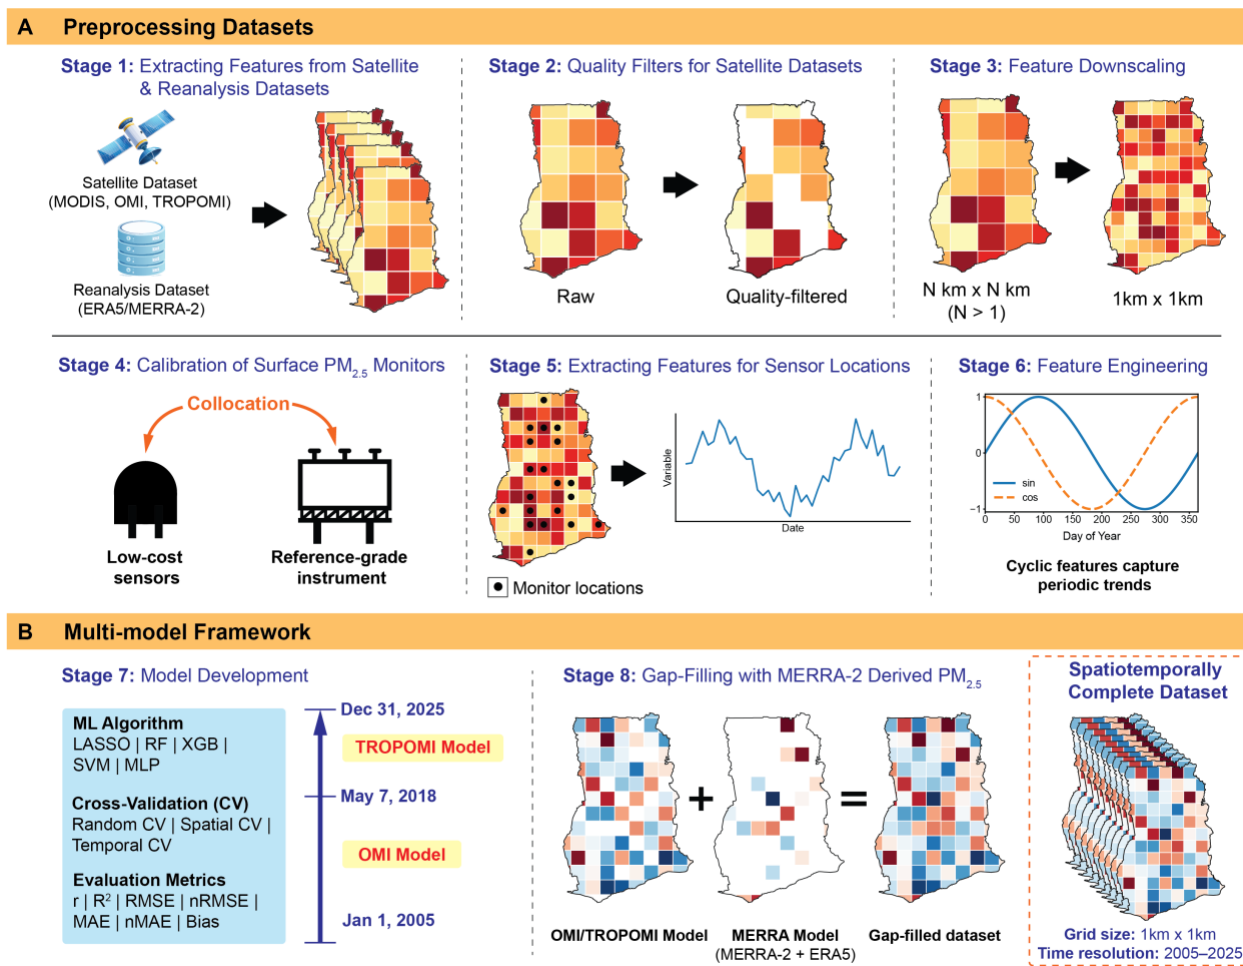 A Preprocessing Datasets
Stage 1: Extracting Features from Satellite
& Reanalysis Datasets
Satellite Dataset
(MODIS, OMI, TROPOMI)
Reanalysis Dataset
(ERA5/MERRA-2)
Stage 2: Quality Filters for Satellite Datasets
Raw
Quality-filtered
Stage 3: Feature Downscaling
N km x N km
(N > 1)
1km x 1km
Stage 4: Calibration of Surface PM2.5 Monitors
Collocation
Low-cost
sensors
Reference-grade
instrument
Stage 5: Extracting Features for Sensor Locations
Monitor locations
Variable
Date
Stage 6: Feature Engineering
1
0
−1
sin
cos
0 50 100 150 200 250 300 350
Day of Year
Cyclic features capture
periodic trends
B Multi-model Framework
Stage 7: Model Development
ML Algorithm
LASSO | RF | XGB |
SVM | MLP
Cross-Validation (CV)
Random CV | Spatial CV |
Temporal CV
Evaluation Metrics
r | R² | RMSE | nRMSE |
MAE | nMAE | Bias
Dec 31, 2025
TROPOMI Model
May 7, 2018
OMI Model
Jan 1, 2005
Stage 8: Gap-Filling with MERRA-2 Derived PM2.5
+
=
OMI/TROPOMI Model
MERRA Model
(MERRA-2 + ERA5)
Gap-filled dataset
Spatiotemporally
Complete Dataset
Grid size: 1km x 1km
Time resolution: 2005–2025